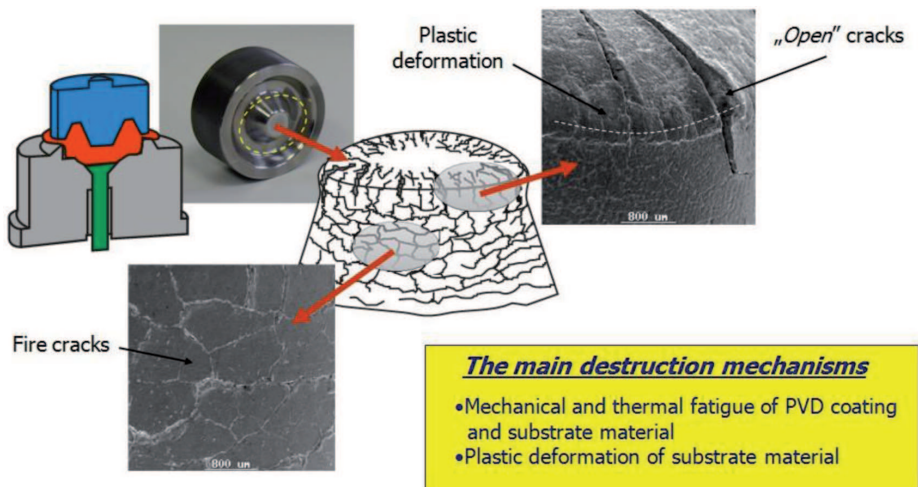 Plastic
deformation
„Open” cracks
800 um
Fire cracks
800 um
The main destruction mechanisms
•Mechanical and thermal fatigue of PVD coating
and substrate material
•Plastic deformation of substrate material